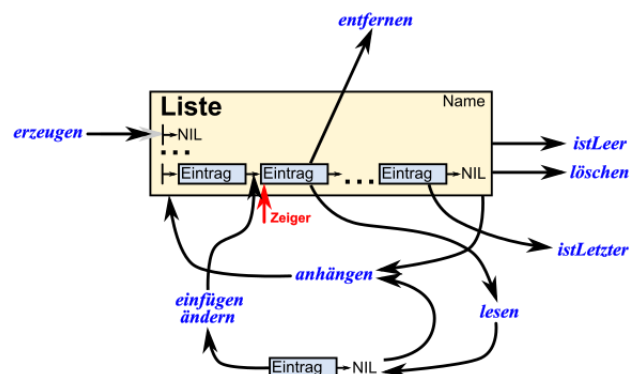 entfernen
Liste
Name
erzeugen
NIL
...
istLeer
Eintrag
Eintrag
...
Eintrag
NIL
löschen
Zeiger
istLetzter
anhängen
einfügen
ändern
lesen
Eintrag
NIL